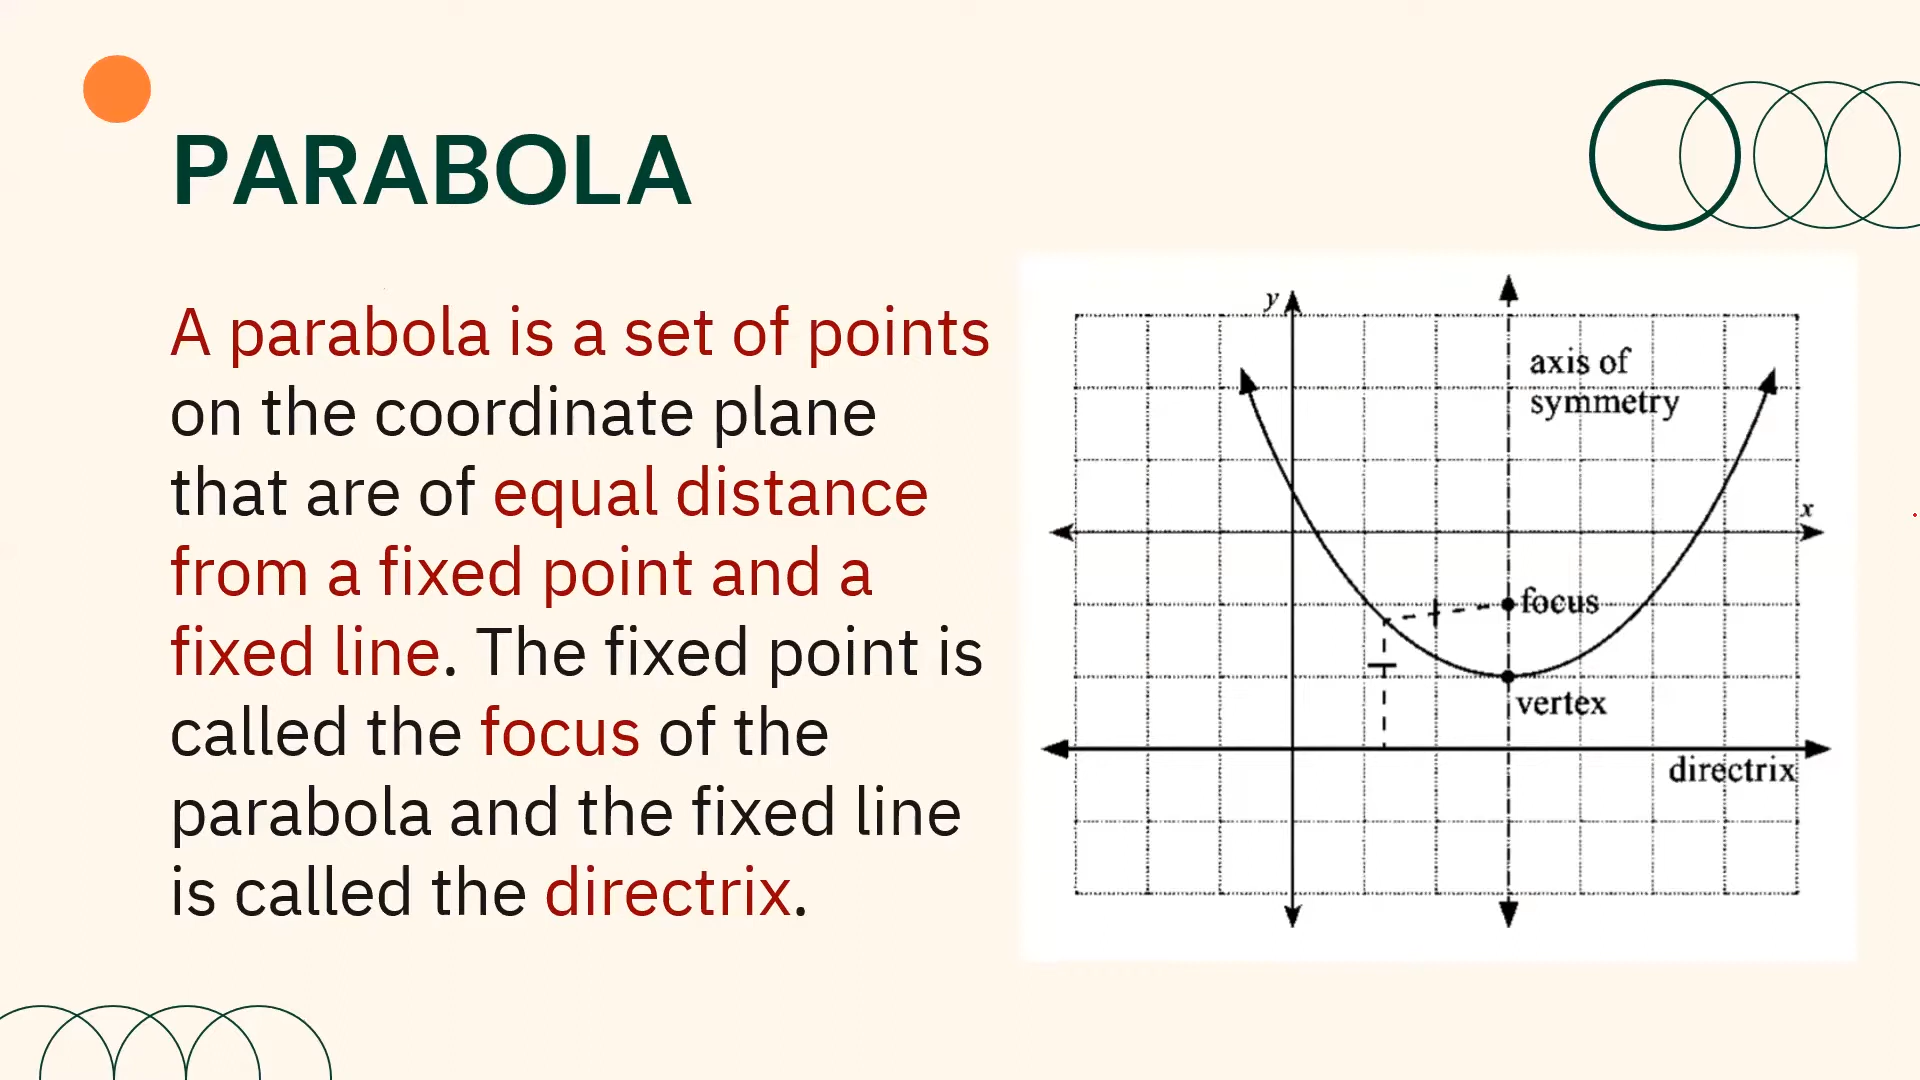 PARABOLA
A parabola is a set of points
on the coordinate plane
that are of equal distance
from a fixed point and a
fixed line. The fixed point is
called the focus of the
parabola and the fixed line
is called the directrix.
y
axis of
symmetry
x
focus
vertex
directrix